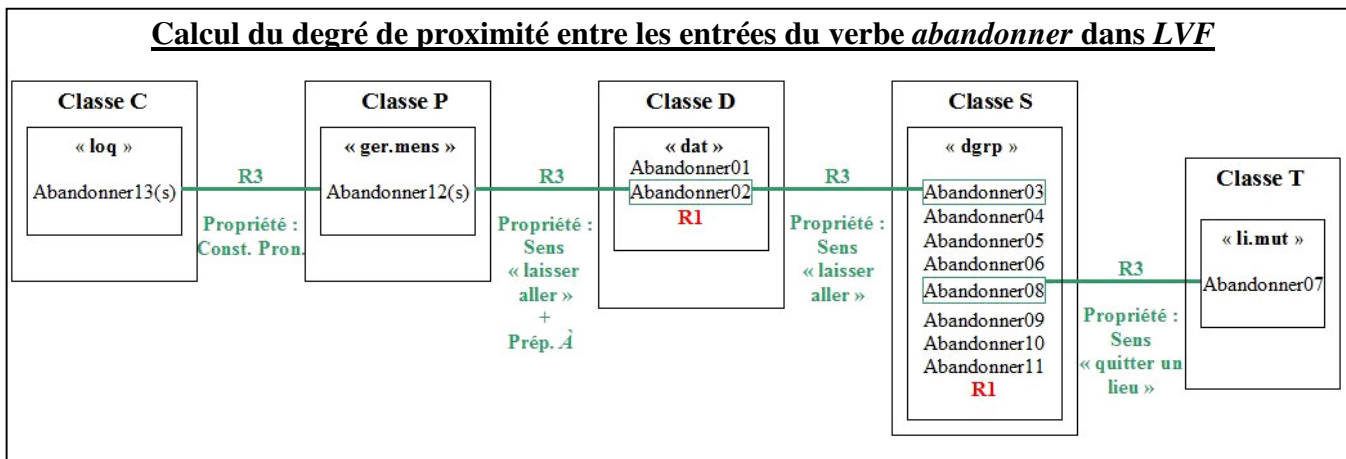 Calcul du degré de proximité entre les entrées du verbe abandonner dans LVF
Classe C
« loq »
Abandonner13(s)
R3
Propriété :
Const. Pron.
Classe P
« ger.mens »
Abandonner12(s)
R3
Propriété :
Sens
« laisser
aller »
+
Prép. À
Classe D
« dat »
Abandonner01
Abandonner02
R1
R3
Propriété :
Sens
« laisser
aller »
Classe S
« dgrp »
Abandonner03
Abandonner04
Abandonner05
Abandonner06
Abandonner08
Abandonner09
Abandonner10
Abandonner11
R1
R3
Propriété :
Sens
« quitter un
lieu »
Classe T
« li.mut »
Abandonner07